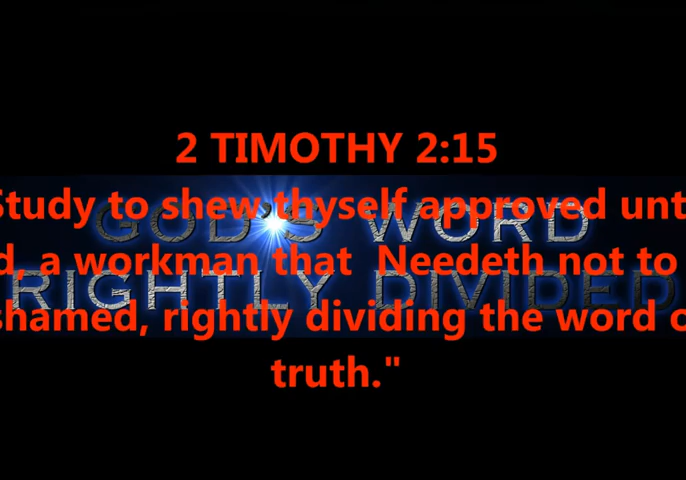 2 TIMOTHY 2:15
Study to shew thyself approved unt
d, a workman that Needeth not to
shamed, rightly dividing the word o
truth."
GOD'S WORD
RIGHTLY DIVIDED